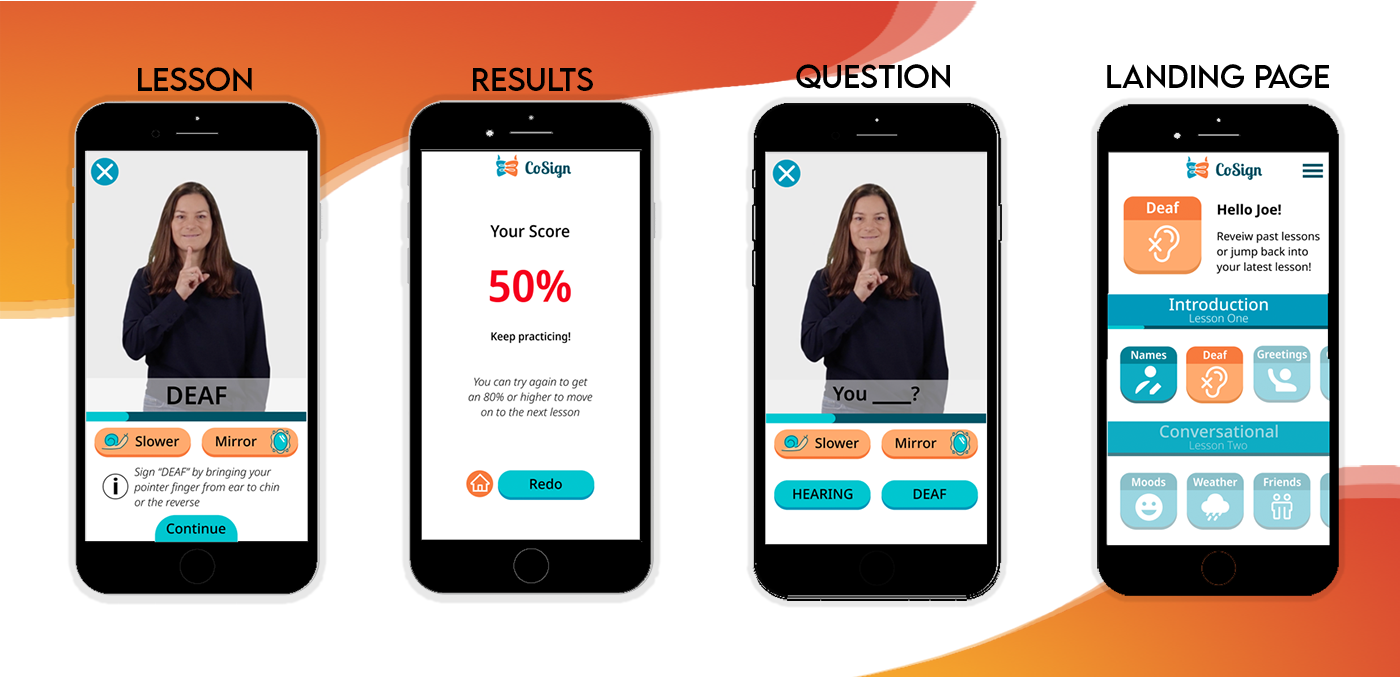 LESSON
DEAF
Slower
Mirror
Sign “DEAF” by bringing your
pointer finger from ear to chin
or the reverse
Continue
RESULTS
CoSign
Your Score
50%
Keep practicing!
You can try again to get
an 80% or higher to move
on to the next lesson
Redo
QUESTION
You ____?
Slower
Mirror
HEARING
DEAF
LANDING PAGE
CoSign
Deaf
Hello Joe!
Reveiw past lessons
or jump back into
your latest lesson!
Introduction
Lesson One
Names
Deaf
Greetings
Conversational
Lesson Two
Moods
Weather
Friends